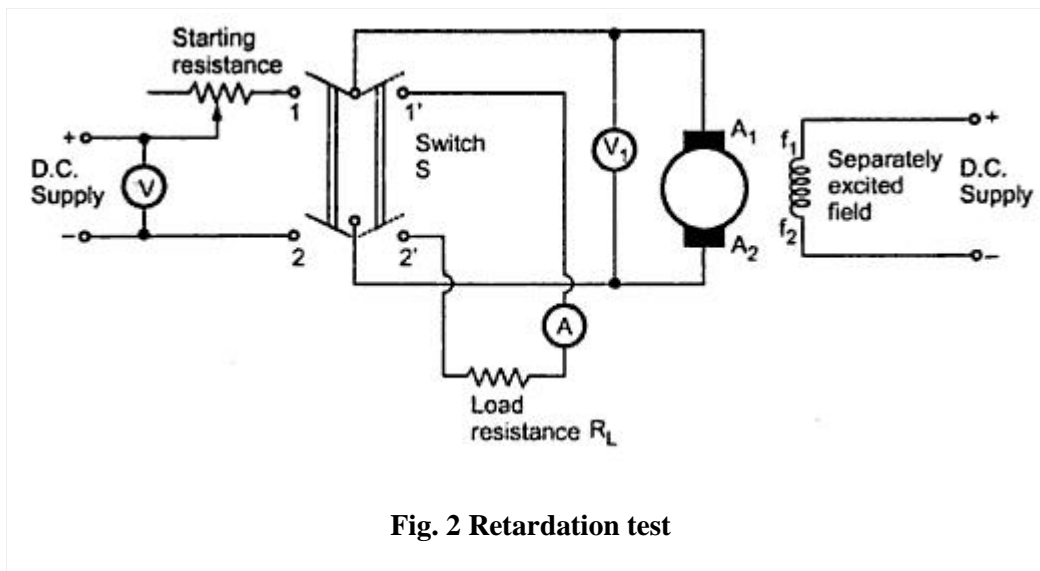 Starting
resistance
1
1'
+
D.C.
Supply
V
Switch
S
–
2
2'
V₁
A₁
A₂
f₁
f₂
Separately
excited
field
+
D.C.
Supply
–
A
Load
resistance R_L
Fig. 2 Retardation test